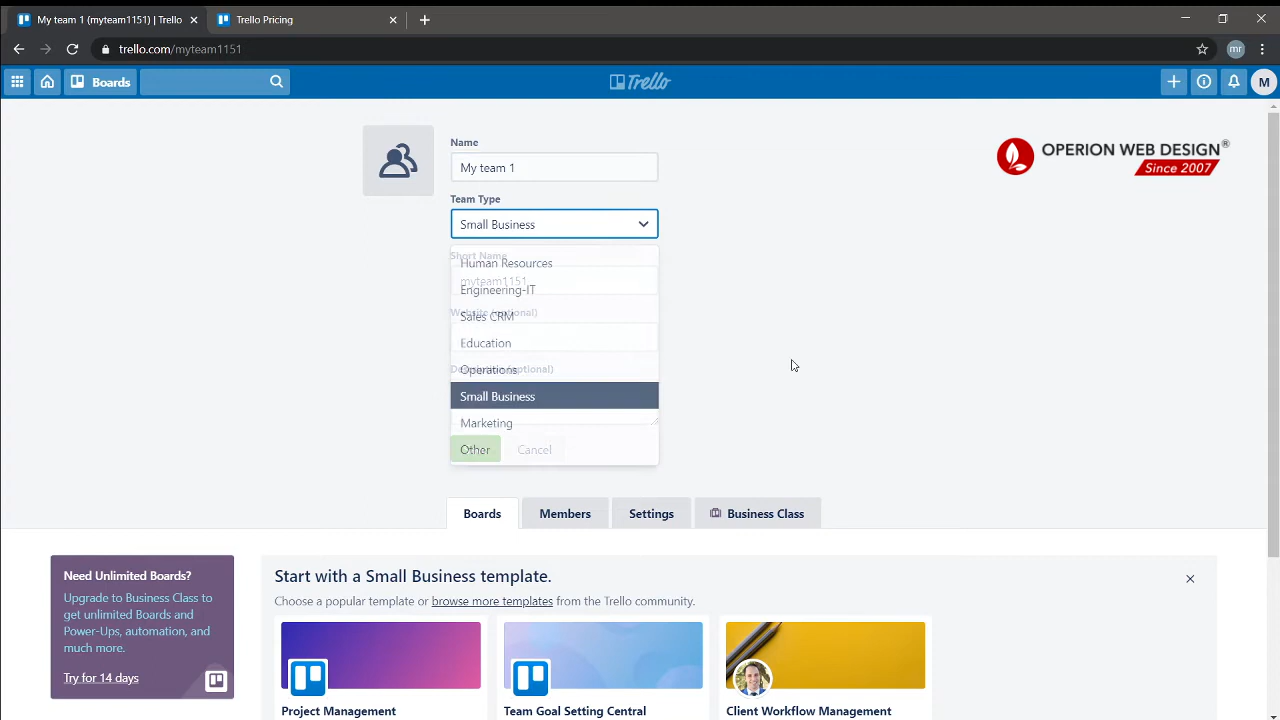 My team 1 (myteam1151) | Trello
Trello Pricing
trello.com/myteam1151
mr
Boards
Trello
M
Name
My team 1
OPERION WEB DESIGN®
Since 2007
Team Type
Small Business
Short Name
Human Resources
myteam1151
Engineering-IT
Website (optional)
Sales CRM
Education
Description (optional)
Operations
Small Business
Marketing
Other
Cancel
Boards
Members
Settings
Business Class
Need Unlimited Boards?
Upgrade to Business Class to
get unlimited Boards and
Power-Ups, automation, and
much more.
Try for 14 days
Start with a Small Business template.
Choose a popular template or browse more templates from the Trello community.
Project Management
Team Goal Setting Central
Client Workflow Management